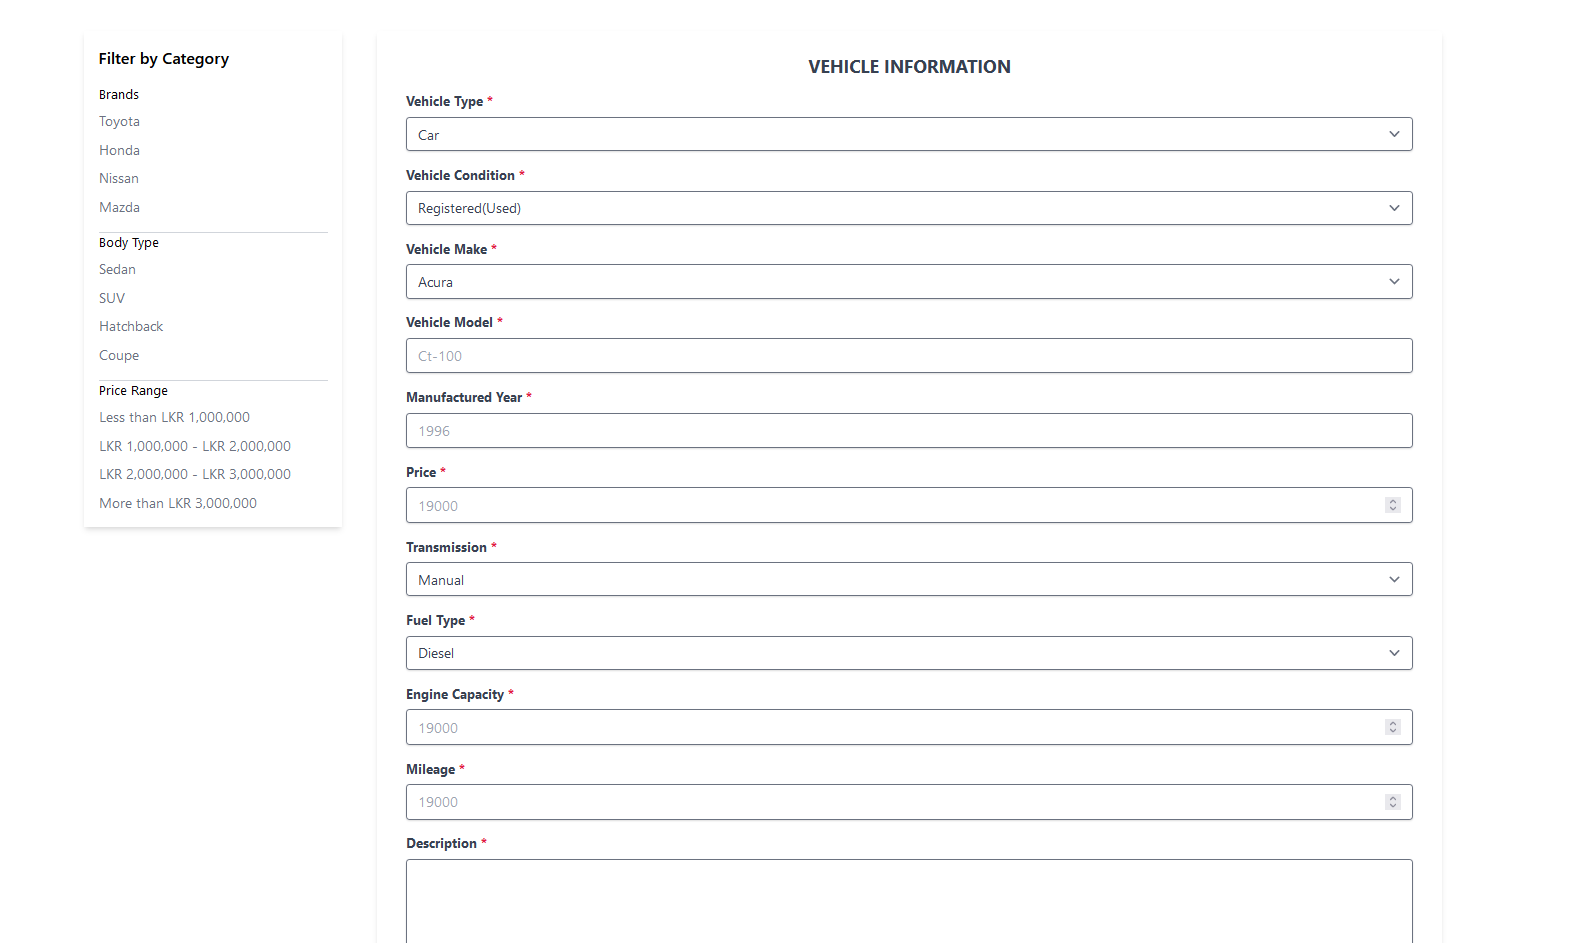 Filter by Category
Brands
Toyota
Honda
Nissan
Mazda
Body Type
Sedan
SUV
Hatchback
Coupe
Price Range
Less than LKR 1,000,000
LKR 1,000,000 - LKR 2,000,000
LKR 2,000,000 - LKR 3,000,000
More than LKR 3,000,000
VEHICLE INFORMATION
Vehicle Type *
Car
Vehicle Condition *
Registered(Used)
Vehicle Make *
Acura
Vehicle Model *
Ct-100
Manufactured Year *
1996
Price *
19000
Transmission *
Manual
Fuel Type *
Diesel
Engine Capacity *
19000
Mileage *
19000
Description *